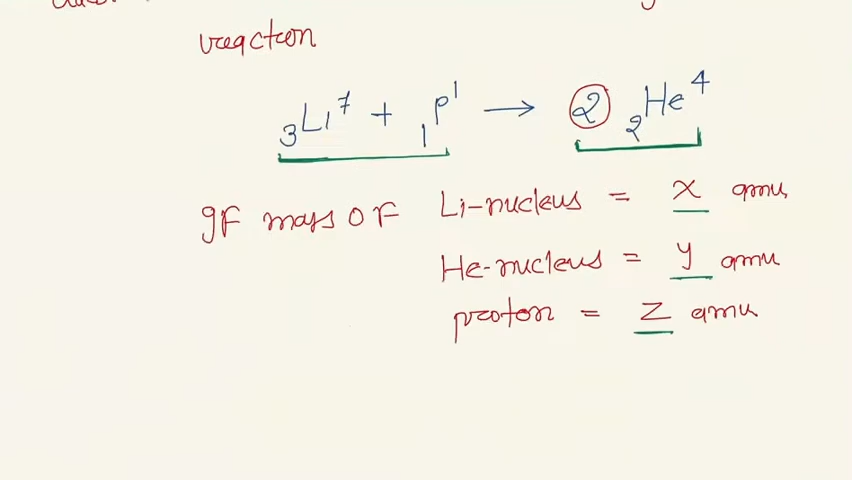 reaction
₃Li⁷ + ₁p¹ → 2 ₂He⁴
If mass of Li-nucleus = x amu
He-nucleus = y amu
proton = z amu